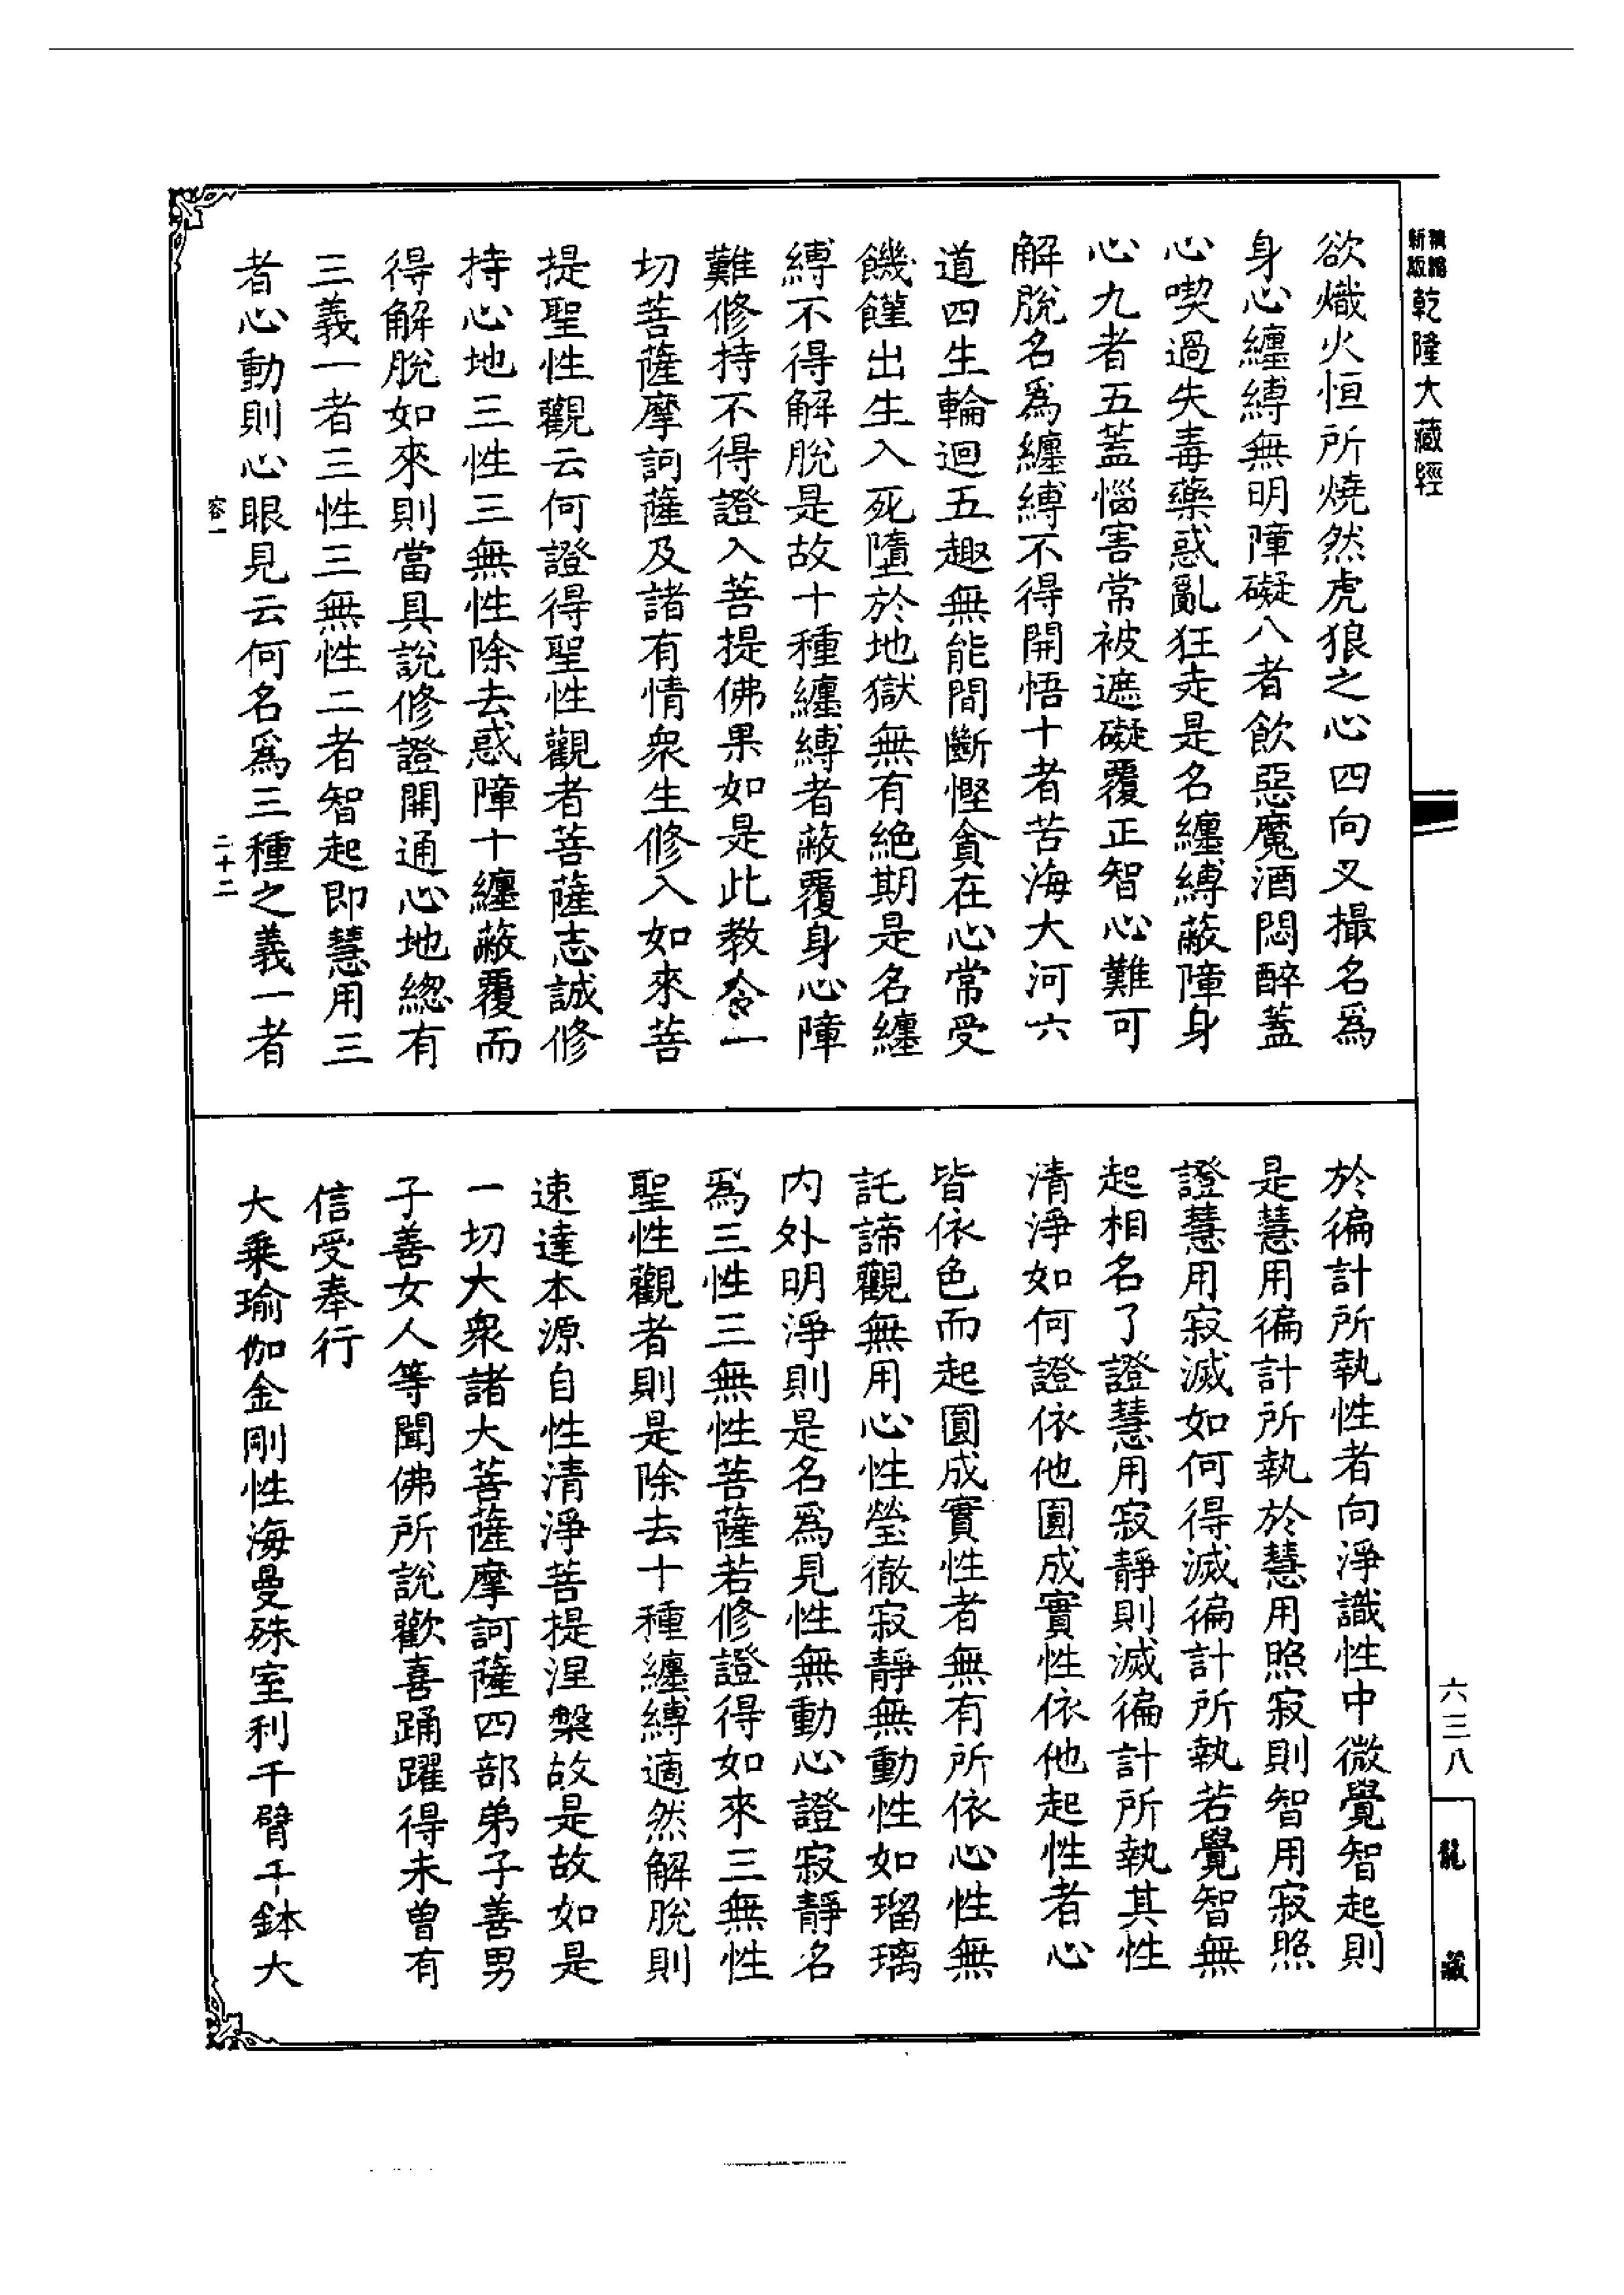 乾隆大藏經
欲熾火恒所燒然虎狼之心四向叉撮名爲
身心纏縛無明障礙八者飲惡魔酒悶醉蓋
心喫過失毒藥惑亂狂走是名纏縛蔽障身
心九者五蓋惱害常被遮礙覆正智心難可
解脫名爲纏縛不得開悟十者苦海大河六
道四生輪迴五趣無能間斷慳貪在心常受
饑饉出生入死墮於地獄無有絶期是名纏
縛不得解脫是故十種纏縛者蔽覆身心障
難修持不得證入菩提佛果如是此教令一
切菩薩摩訶薩及諸有情衆生修入如來菩
提聖性觀云何證得聖性觀者菩薩志誠修
持心地三性三無性除去惑障十纏蔽覆而
得解脫如來則當具說修證開通心地總有
三義一者三性三無性二者智起即慧用三
者心動則心眼見云何名爲三種之義一者
容一
二十二
於徧計所執性者向淨識性中微覺智起則
是慧用徧計所執於慧用照寂則智用寂照
證慧用寂滅如何得滅徧計所執若覺智無
起相名了證慧用寂靜則滅徧計所執其性
清淨如何證依他圓成實性依他起性者心
皆依色而起圓成實性者無有所依心性無
託諦觀無用心性瑩徹寂靜無動性如瑠璃
内外明淨則是名爲見性無動心證寂靜名
爲三性三無性菩薩若修證得如來三無性
聖性觀者則是除去十種纏縛適然解脫則
速達本源自性清淨菩提涅槃故是故如是
一切大衆諸大菩薩摩訶薩四部弟子善男
子善女人等聞佛所說歡喜踊躍得未曾有
信受奉行
大乗瑜伽金剛性海曼殊室利千臂千鉢大
六三八
龍藏